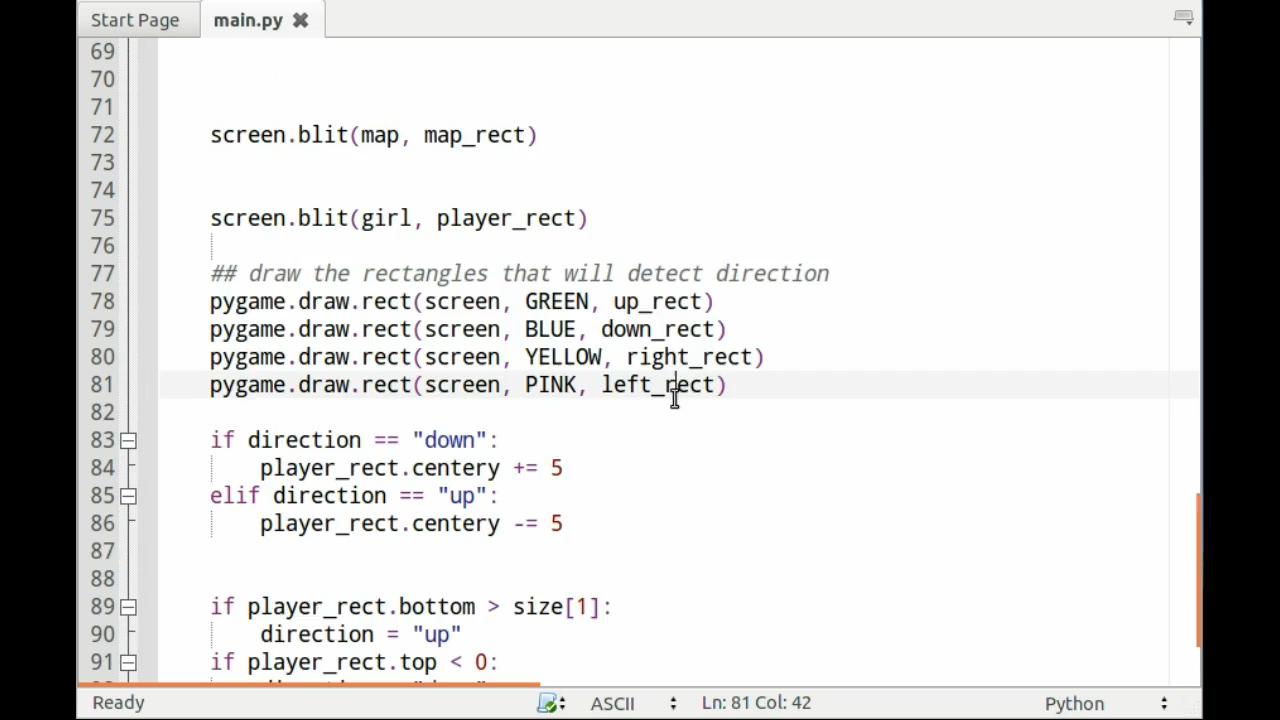 Start Page main.py
69
70
71
72 screen.blit(map, map_rect)
73
74
75 screen.blit(girl, player_rect)
76
77 ## draw the rectangles that will detect direction
78 pygame.draw.rect(screen, GREEN, up_rect)
79 pygame.draw.rect(screen, BLUE, down_rect)
80 pygame.draw.rect(screen, YELLOW, right_rect)
81 pygame.draw.rect(screen, PINK, left_rect)
82
83 if direction == "down":
84 player_rect.centery += 5
85 elif direction == "up":
86 player_rect.centery -= 5
87
88
89 if player_rect.bottom > size[1]:
90 direction = "up"
91 if player_rect.top < 0:
Ready ASCII Ln: 81 Col: 42 Python